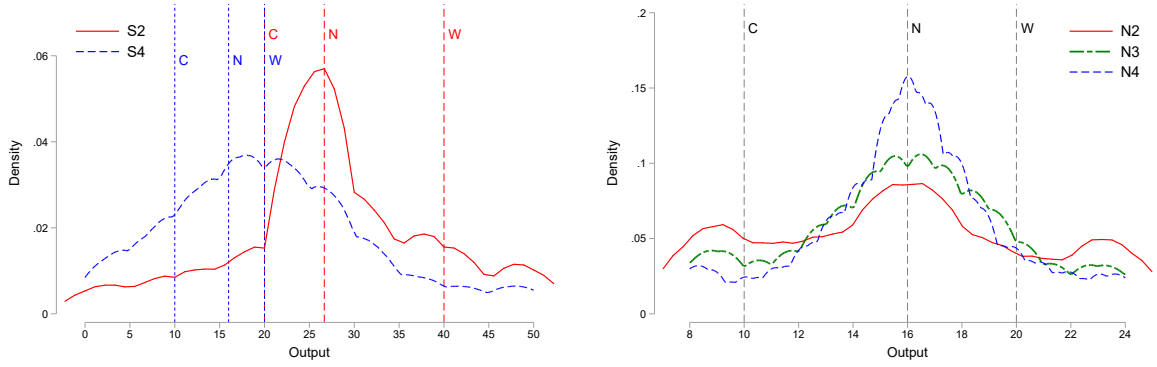 S2
S4
C
N
W
C
N
W
.06
.04
.02
0
Density
0 5 10 15 20 25 30 35 40 45 50
Output
C
N
W
N2
N3
N4
.2
.15
.1
.05
0
Density
8 10 12 14 16 18 20 22 24
Output